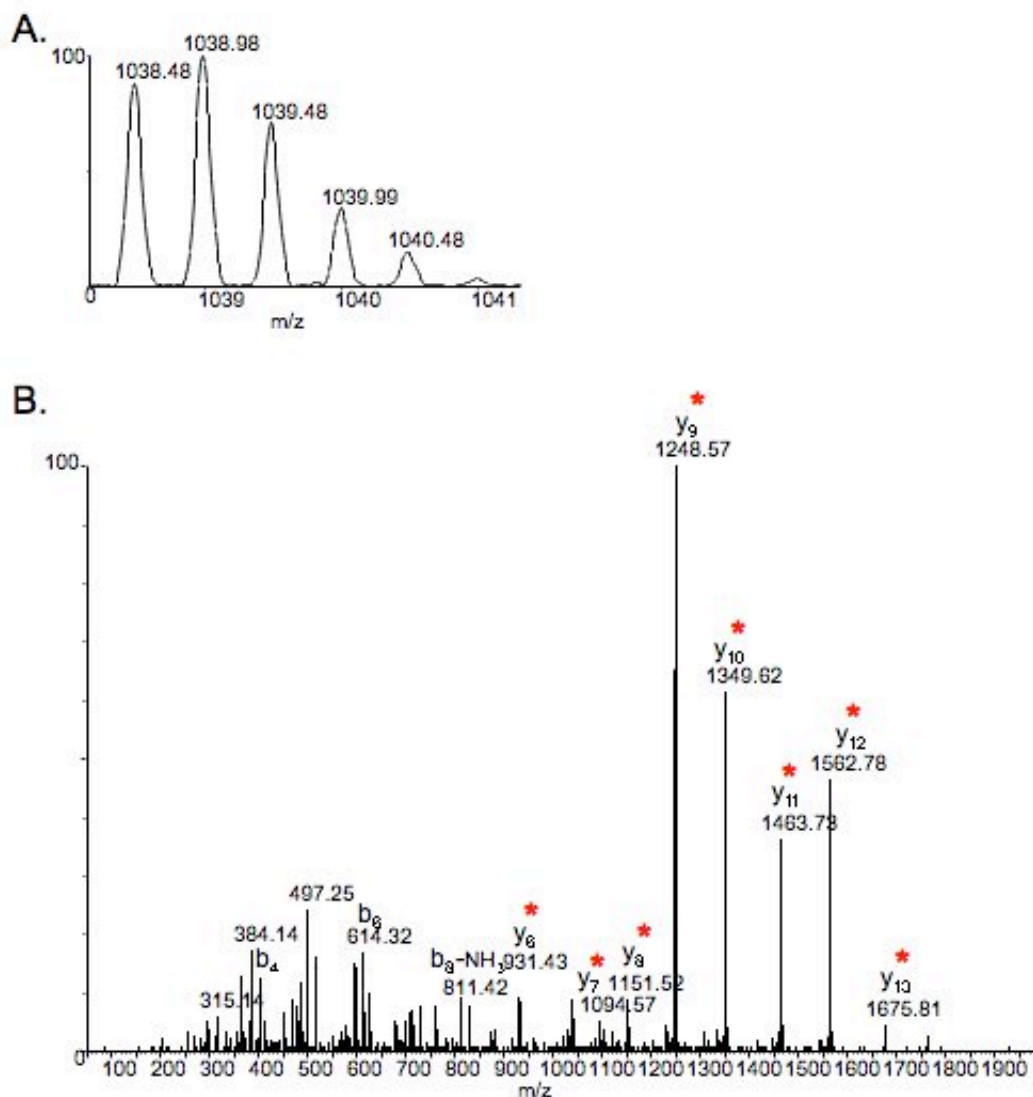 A.
100
1038.48
1038.98
1039.48
1039.99
1040.48
0
1039
1040
1041
m/z
B.
100
*
y9
1248.57
*
y10
1349.62
*
y12
1562.78
*
y11
1463.73
497.25
384.14
b4
315.14
b6
614.32
b8-NH3
811.42
*
y6
931.43
*
y7
1094.57
*
y8
1151.52
*
y13
1675.81
0
100 200 300 400 500 600 700 800 900 1000 1100 1200 1300 1400 1500 1600 1700 1800 1900
m/z